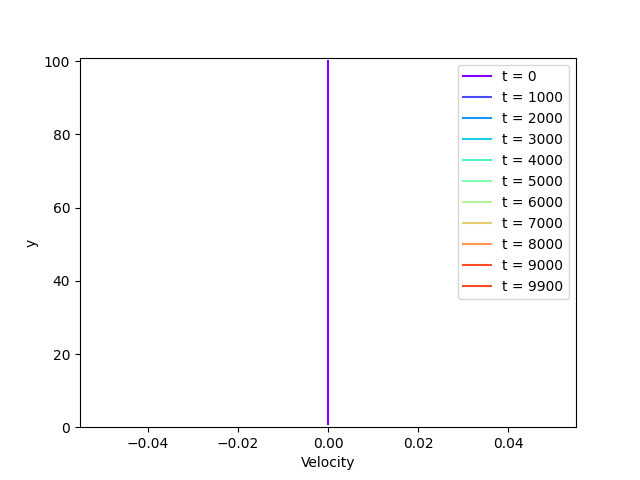 100
80
60
40
20
0
y
−0.04
−0.02
0.00
0.02
0.04
Velocity
t = 0
t = 1000
t = 2000
t = 3000
t = 4000
t = 5000
t = 6000
t = 7000
t = 8000
t = 9000
t = 9900